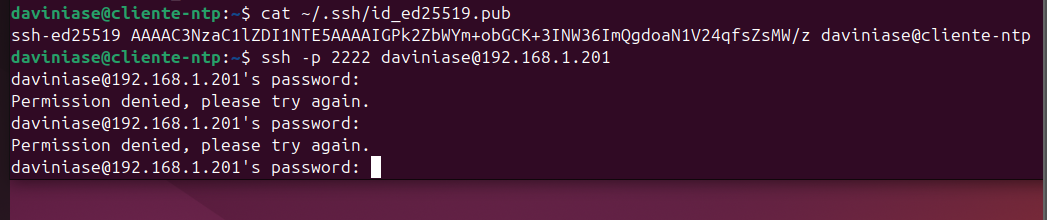 daviniase@cliente-ntp:~$ cat ~/.ssh/id_ed25519.pub
ssh-ed25519 AAAAC3NzaC1lZDI1NTE5AAAAIGPk2ZbWYm+obGCK+3INW36ImQgdoaN1V24qfsZsMW/z daviniase@cliente-ntp
daviniase@cliente-ntp:~$ ssh -p 2222 daviniase@192.168.1.201
daviniase@192.168.1.201's password:
Permission denied, please try again.
daviniase@192.168.1.201's password:
Permission denied, please try again.
daviniase@192.168.1.201's password: